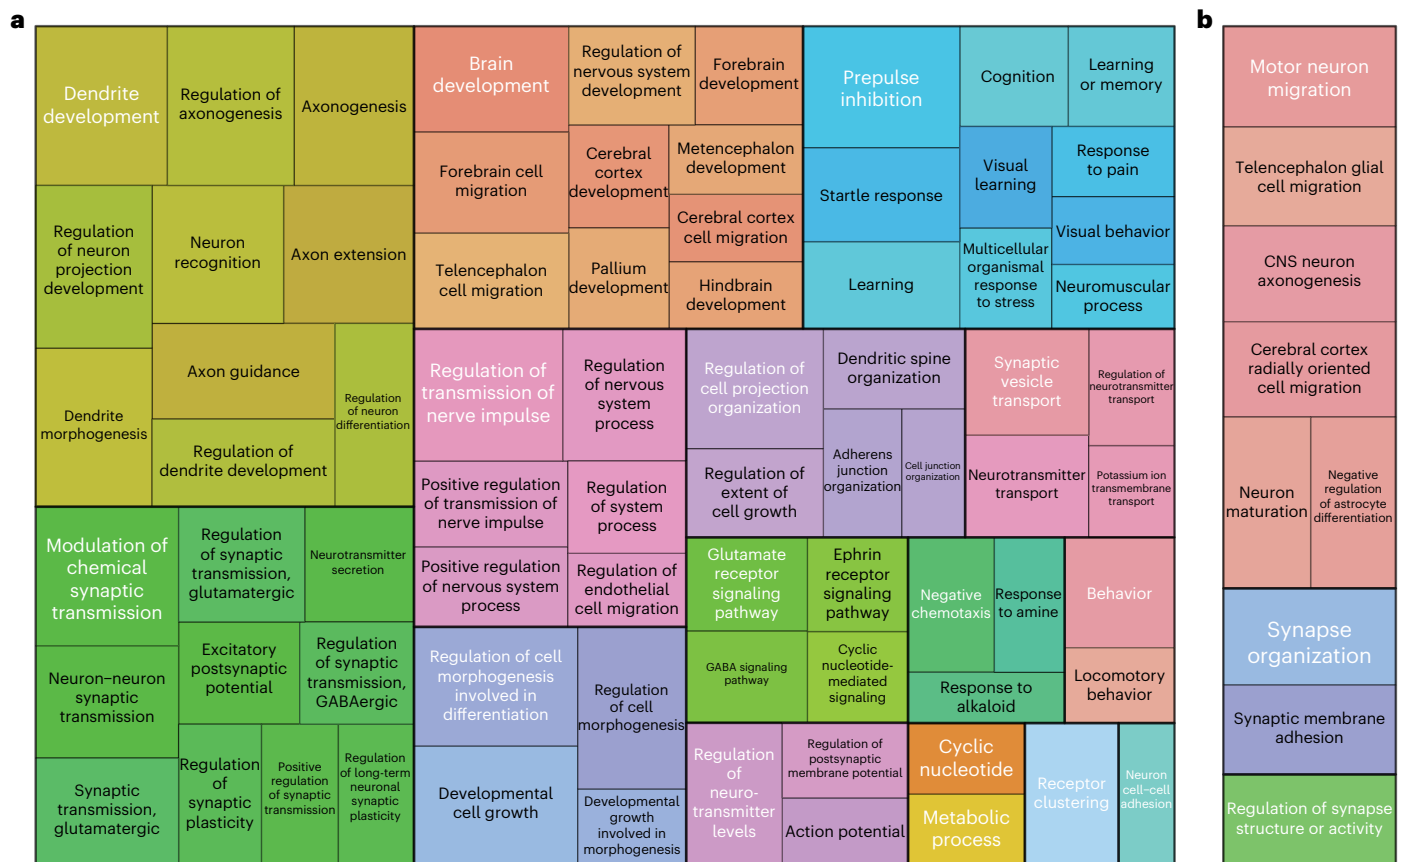 a
Dendrite
development
Regulation of
axonogenesis
Axonogenesis
Regulation
of neuron
projection
development
Neuron
recognition
Axon extension
Dendrite
morphogenesis
Axon guidance
Regulation of
dendrite development
Regulation
of neuron
differentiation
Modulation of
chemical
synaptic
transmission
Regulation
of synaptic
transmission,
glutamatergic
Neurotransmitter
secretion
Neuron–neuron
synaptic
transmission
Excitatory
postsynaptic
potential
Regulation
of synaptic
transmission,
GABAergic
Synaptic
transmission,
glutamatergic
Regulation
of
synaptic
plasticity
Positive
regulation
of synaptic
transmission
Regulation
of long-term
neuronal
synaptic
plasticity
Brain
development
Regulation of
nervous system
development
Forebrain
development
Forebrain cell
migration
Cerebral
cortex
development
Metencephalon
development
Cerebral cortex
cell migration
Telencephalon
cell migration
Pallium
development
Hindbrain
development
Prepulse
inhibition
Cognition
Learning
or memory
Startle response
Visual
learning
Response
to pain
Visual behavior
Learning
Multicellular
organismal
response
to stress
Neuromuscular
process
Regulation of
transmission of
nerve impulse
Regulation
of nervous
system
process
Positive regulation
of transmission of
nerve impulse
Regulation
of system
process
Positive regulation
of nervous system
process
Regulation of
endothelial
cell migration
Regulation of
cell projection
organization
Dendritic spine
organization
Regulation of
extent of
cell growth
Adherens
junction
organization
Cell junction
organization
Synaptic
vesicle
transport
Regulation of
neurotransmitter
transport
Neurotransmitter
transport
Potassium ion
transmembrane
transport
Glutamate
receptor
signaling
pathway
Ephrin
receptor
signaling
pathway
GABA signaling
pathway
Cyclic
nucleotide-
mediated
signaling
Negative
chemotaxis
Response
to amine
Response to
alkaloid
Behavior
Locomotory
behavior
Regulation of cell
morphogenesis
involved in
differentiation
Regulation
of cell
morphogenesis
Developmental
cell growth
Developmental
growth
involved in
morphogenesis
Regulation
of
neuro-
transmitter
levels
Regulation of
postsynaptic
membrane potential
Action potential
Cyclic
nucleotide
Metabolic
process
Receptor
clustering
Neuron
cell–cell
adhesion
b
Motor neuron
migration
Telencephalon glial
cell migration
CNS neuron
axonogenesis
Cerebral cortex
radially oriented
cell migration
Neuron
maturation
Negative
regulation
of astrocyte
differentiation
Synapse
organization
Synaptic membrane
adhesion
Regulation of synapse
structure or activity